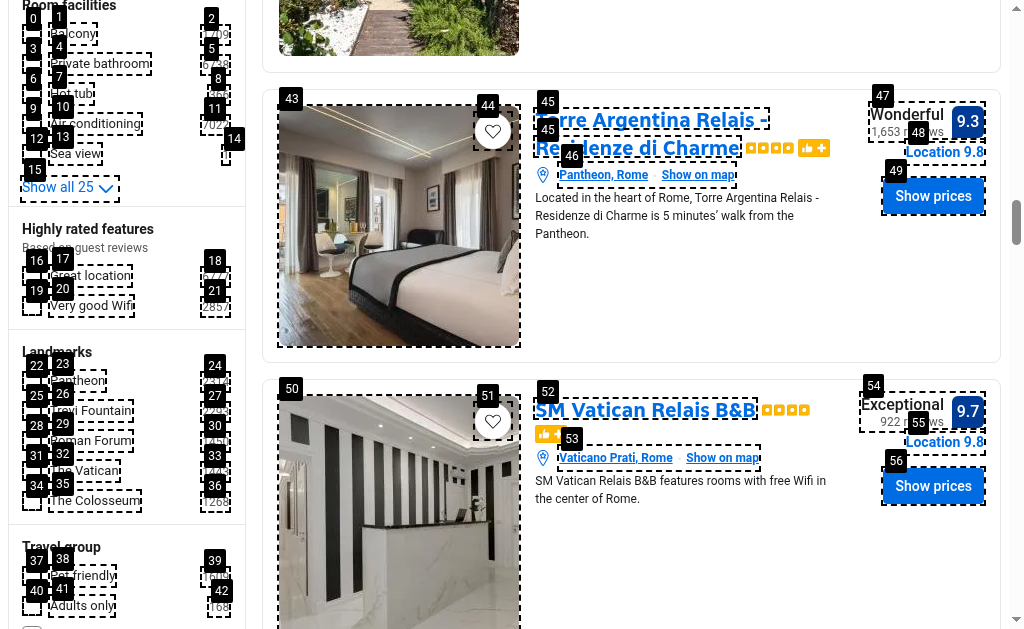 Room facilities
Balcony
1709
Private bathroom
6738
Hot tub
366
Air conditioning
7022
Sea view
1
Show all 25
Highly rated features
Based on guest reviews
Great location
6777
Very good Wifi
2857
Landmarks
Pantheon
Trevi Fountain
Roman Forum
The Vatican
The Colosseum
1268
Travel group
Pet friendly
1609
Adults only
168
0
1
2
3
4
5
6
7
8
9
10
11
12
13
14
15
16
17
18
19
20
21
22
23
24
25
26
27
28
29
30
31
32
33
34
35
36
37
38
39
40
41
42
43
44
45
45
Torre Argentina Relais -
Residenze di Charme
46
Pantheon, Rome · Show on map
Located in the heart of Rome, Torre Argentina Relais -
Residenze di Charme is 5 minutes’ walk from the
Pantheon.
47
Wonderful
9.3
1,653 reviews
48
Location 9.8
49
Show prices
50
51
52
SM Vatican Relais B&B
53
Vaticano Prati, Rome · Show on map
SM Vatican Relais B&B features rooms with free Wifi in
the center of Rome.
54
Exceptional
9.7
922 reviews
55
Location 9.8
56
Show prices